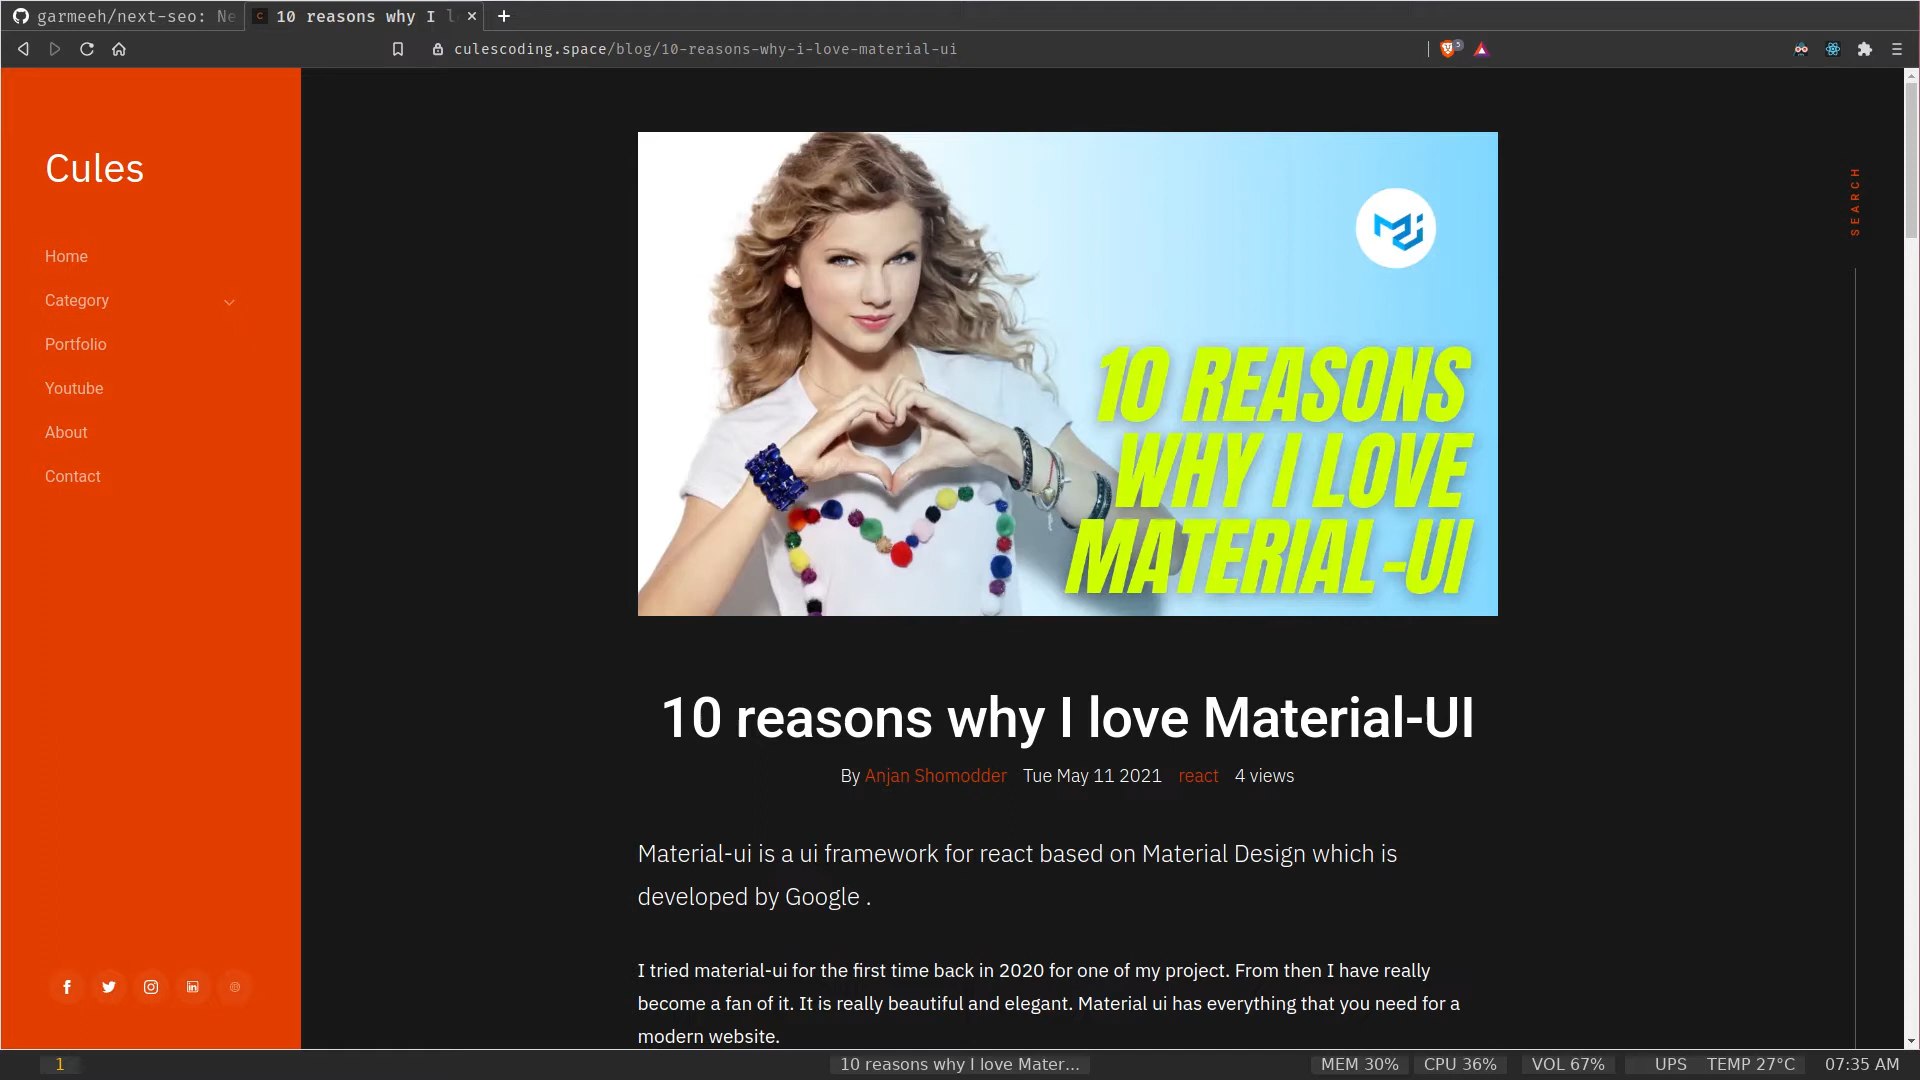 garmeeh/next-seo: Ne
10 reasons why I l
culescoding.space/blog/10-reasons-why-i-love-material-ui
5
Cules
Home
Category
Portfolio
Youtube
About
Contact
SEARCH
10 REASONS
WHY I LOVE
MATERIAL-UI
10 reasons why I love Material-UI
By Anjan Shomodder Tue May 11 2021 react 4 views
Material-ui is a ui framework for react based on Material Design which is
developed by Google .
I tried material-ui for the first time back in 2020 for one of my project. From then I have really
become a fan of it. It is really beautiful and elegant. Material ui has everything that you need for a
modern website.
1
10 reasons why I love Mater...
MEM 30%
CPU 36%
VOL 67%
UPS
TEMP 27°C
07:35 AM